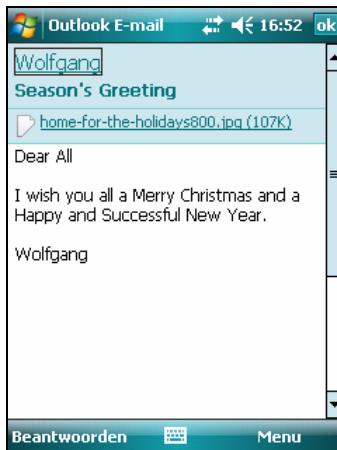 Outlook E-mail 16:52 ok
Wolfgang
Season's Greeting
home-for-the-holidays800.jpg (107K)
Dear All
I wish you all a Merry Christmas and a
Happy and Successful New Year.
Wolfgang
Beantwoorden Menu